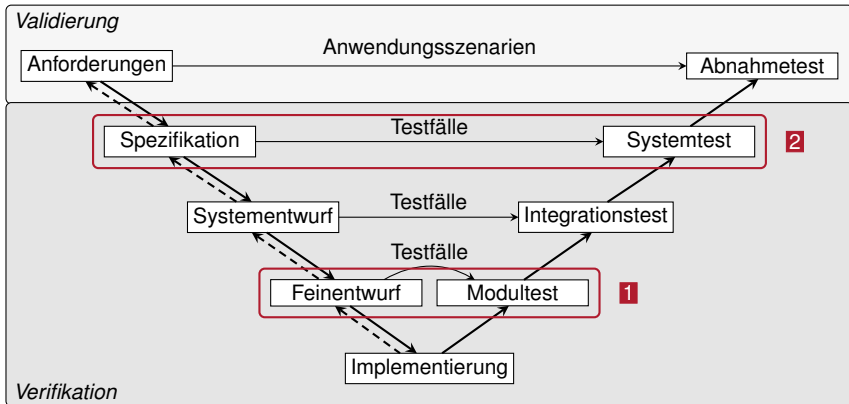 Validierung
Anwendungsszenarien
Anforderungen
Abnahmetest
Testfälle
Spezifikation
Systemtest
2
Testfälle
Systementwurf
Integrationstest
Testfälle
Feinentwurf
Modultest
1
Implementierung
Verifikation